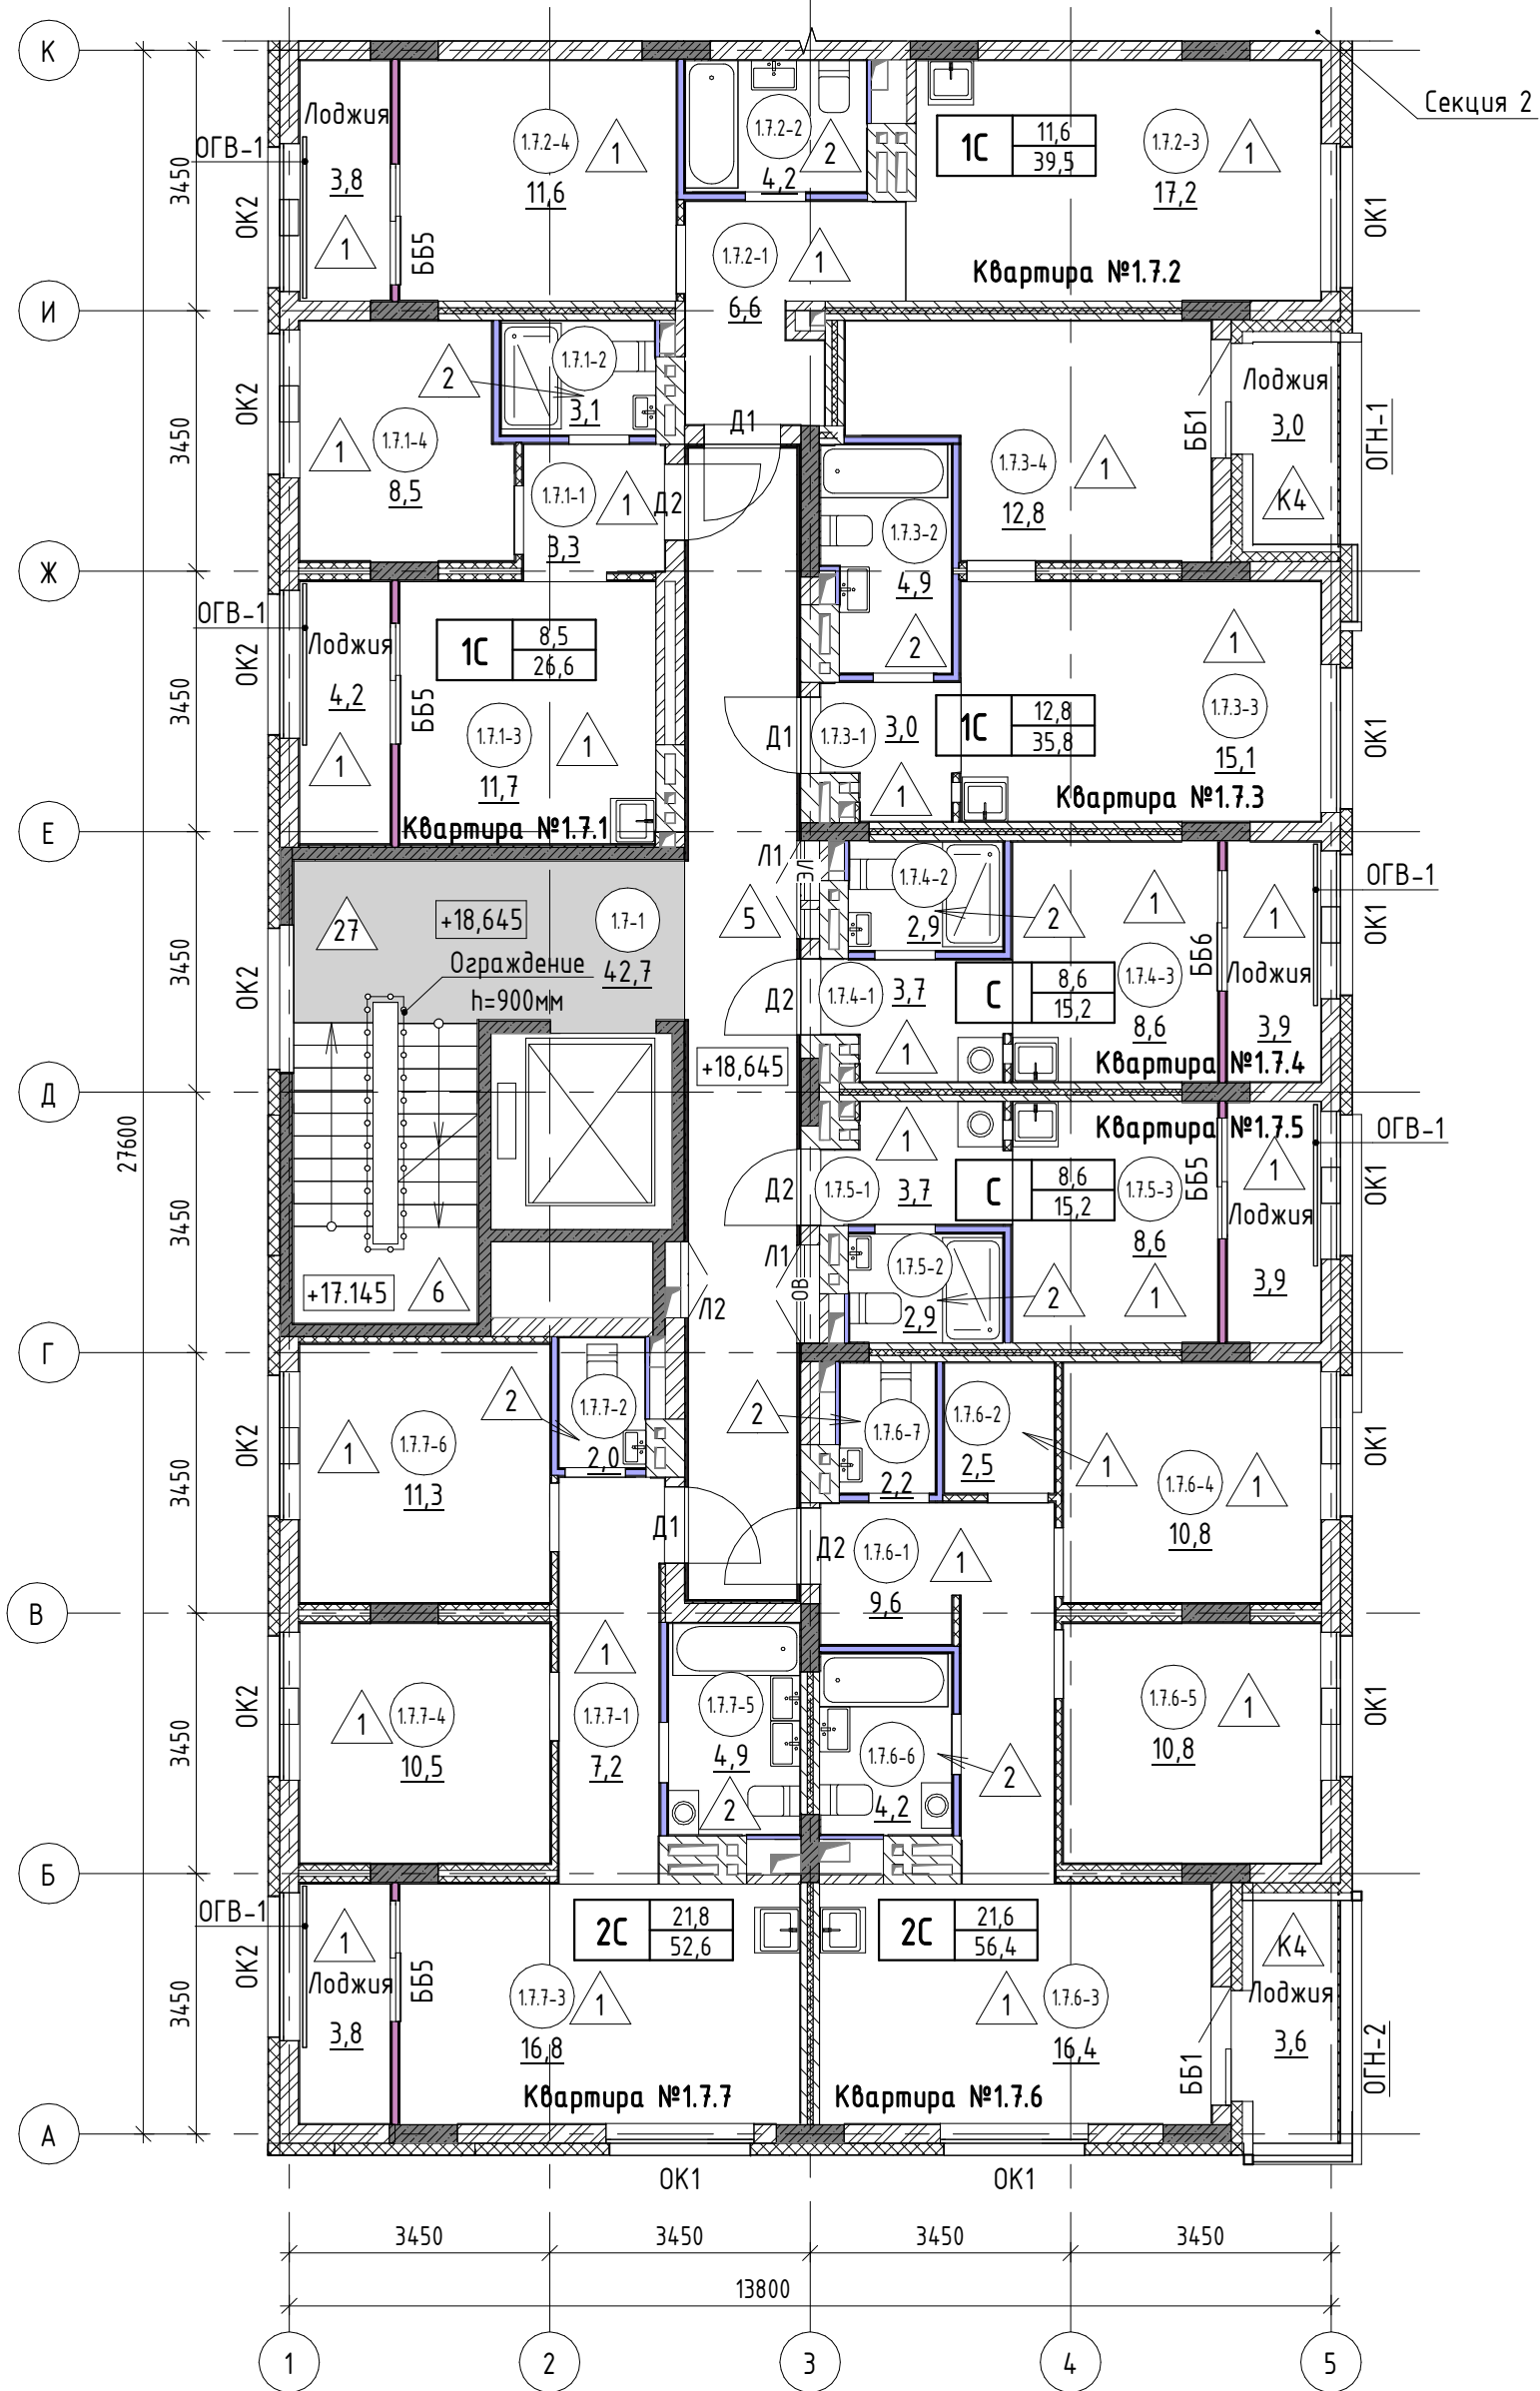 К
Секция 2
Лоджия
1.7.2-4
1
1.7.2-2
2
1С
11,6
39,5
1.7.2-3
1
ОГВ-1
3450
3,8
11,6
4,2
17,2
ОК2
1
ББ5
1.7.2-1
1
Квартира №1.7.2
ОК1
И
6,6
1.7.1-2
2
3,1
Лоджия
3,0
ОК2
3450
1
1.7.1-4
8,5
Д1
ББ1
ОГН-1
1.7.1-1
1
Д2
3,3
1.7.3-4
1
12,8
К4
1.7.3-2
4,9
2
Ж
ОГВ-1
Лоджия
4,2
1
ОК2
3450
ББ5
1С
8,5
26,6
1.7.1-3
1
11,7
Квартира №1.7.1
Д1
1.7.3-1
3,0
1
1С
12,8
35,8
1
1.7.3-3
15,1
Квартира №1.7.3
ОК1
Е
Л1
ЭЛ
1.7.4-2
2,9
2
1
1
ОГВ-1
ОК1
27
+18,645
1.7-1
42,7
5
Ограждение
h=900мм
3450
ОК2
Д2
1.7.4-1
3,7
1
С
8,6
15,2
1.7.4-3
8,6
ББ6
Лоджия
3,9
Квартира №1.7.4
+18,645
Д
27600
1
Квартира №1.7.5
1
ОГВ-1
3450
Д2
1.7.5-1
3,7
С
8,6
15,2
1.7.5-3
8,6
ББ5
Лоджия
3,9
ОК1
Л1
ОВ
1.7.5-2
2,9
2
1
+17.145
6
Л2
Г
ОК2
3450
1
1.7.7-6
11,3
2
1.7.7-2
2,0
2
1.7.6-7
2,2
1.7.6-2
2,5
1
1.7.6-4
1
10,8
ОК1
Д1
Д2
1.7.6-1
1
9,6
В
ОК2
3450
1
1.7.7-4
10,5
1
1.7.7-1
7,2
1.7.7-5
4,9
2
1.7.6-6
4,2
2
1.7.6-5
1
10,8
ОК1
Б
ОГВ-1
1
Лоджия
3,8
ОК2
3450
ББ5
2С
21,8
52,6
1.7.7-3
1
16,8
Квартира №1.7.7
2С
21,6
56,4
1
1.7.6-3
16,4
Квартира №1.7.6
К4
Лоджия
3,6
ББ1
ОГН-2
А
ОК1
ОК1
3450
3450
3450
3450
13800
1
2
3
4
5